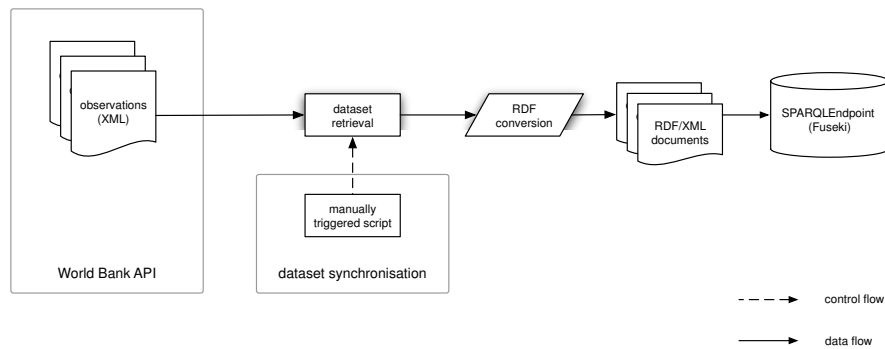 observations
(XML)
World Bank API
dataset
retrieval
manually
triggered script
dataset synchronisation
RDF
conversion
RDF/XML
documents
SPARQLEndpoint
(Fuseki)
control flow
data flow